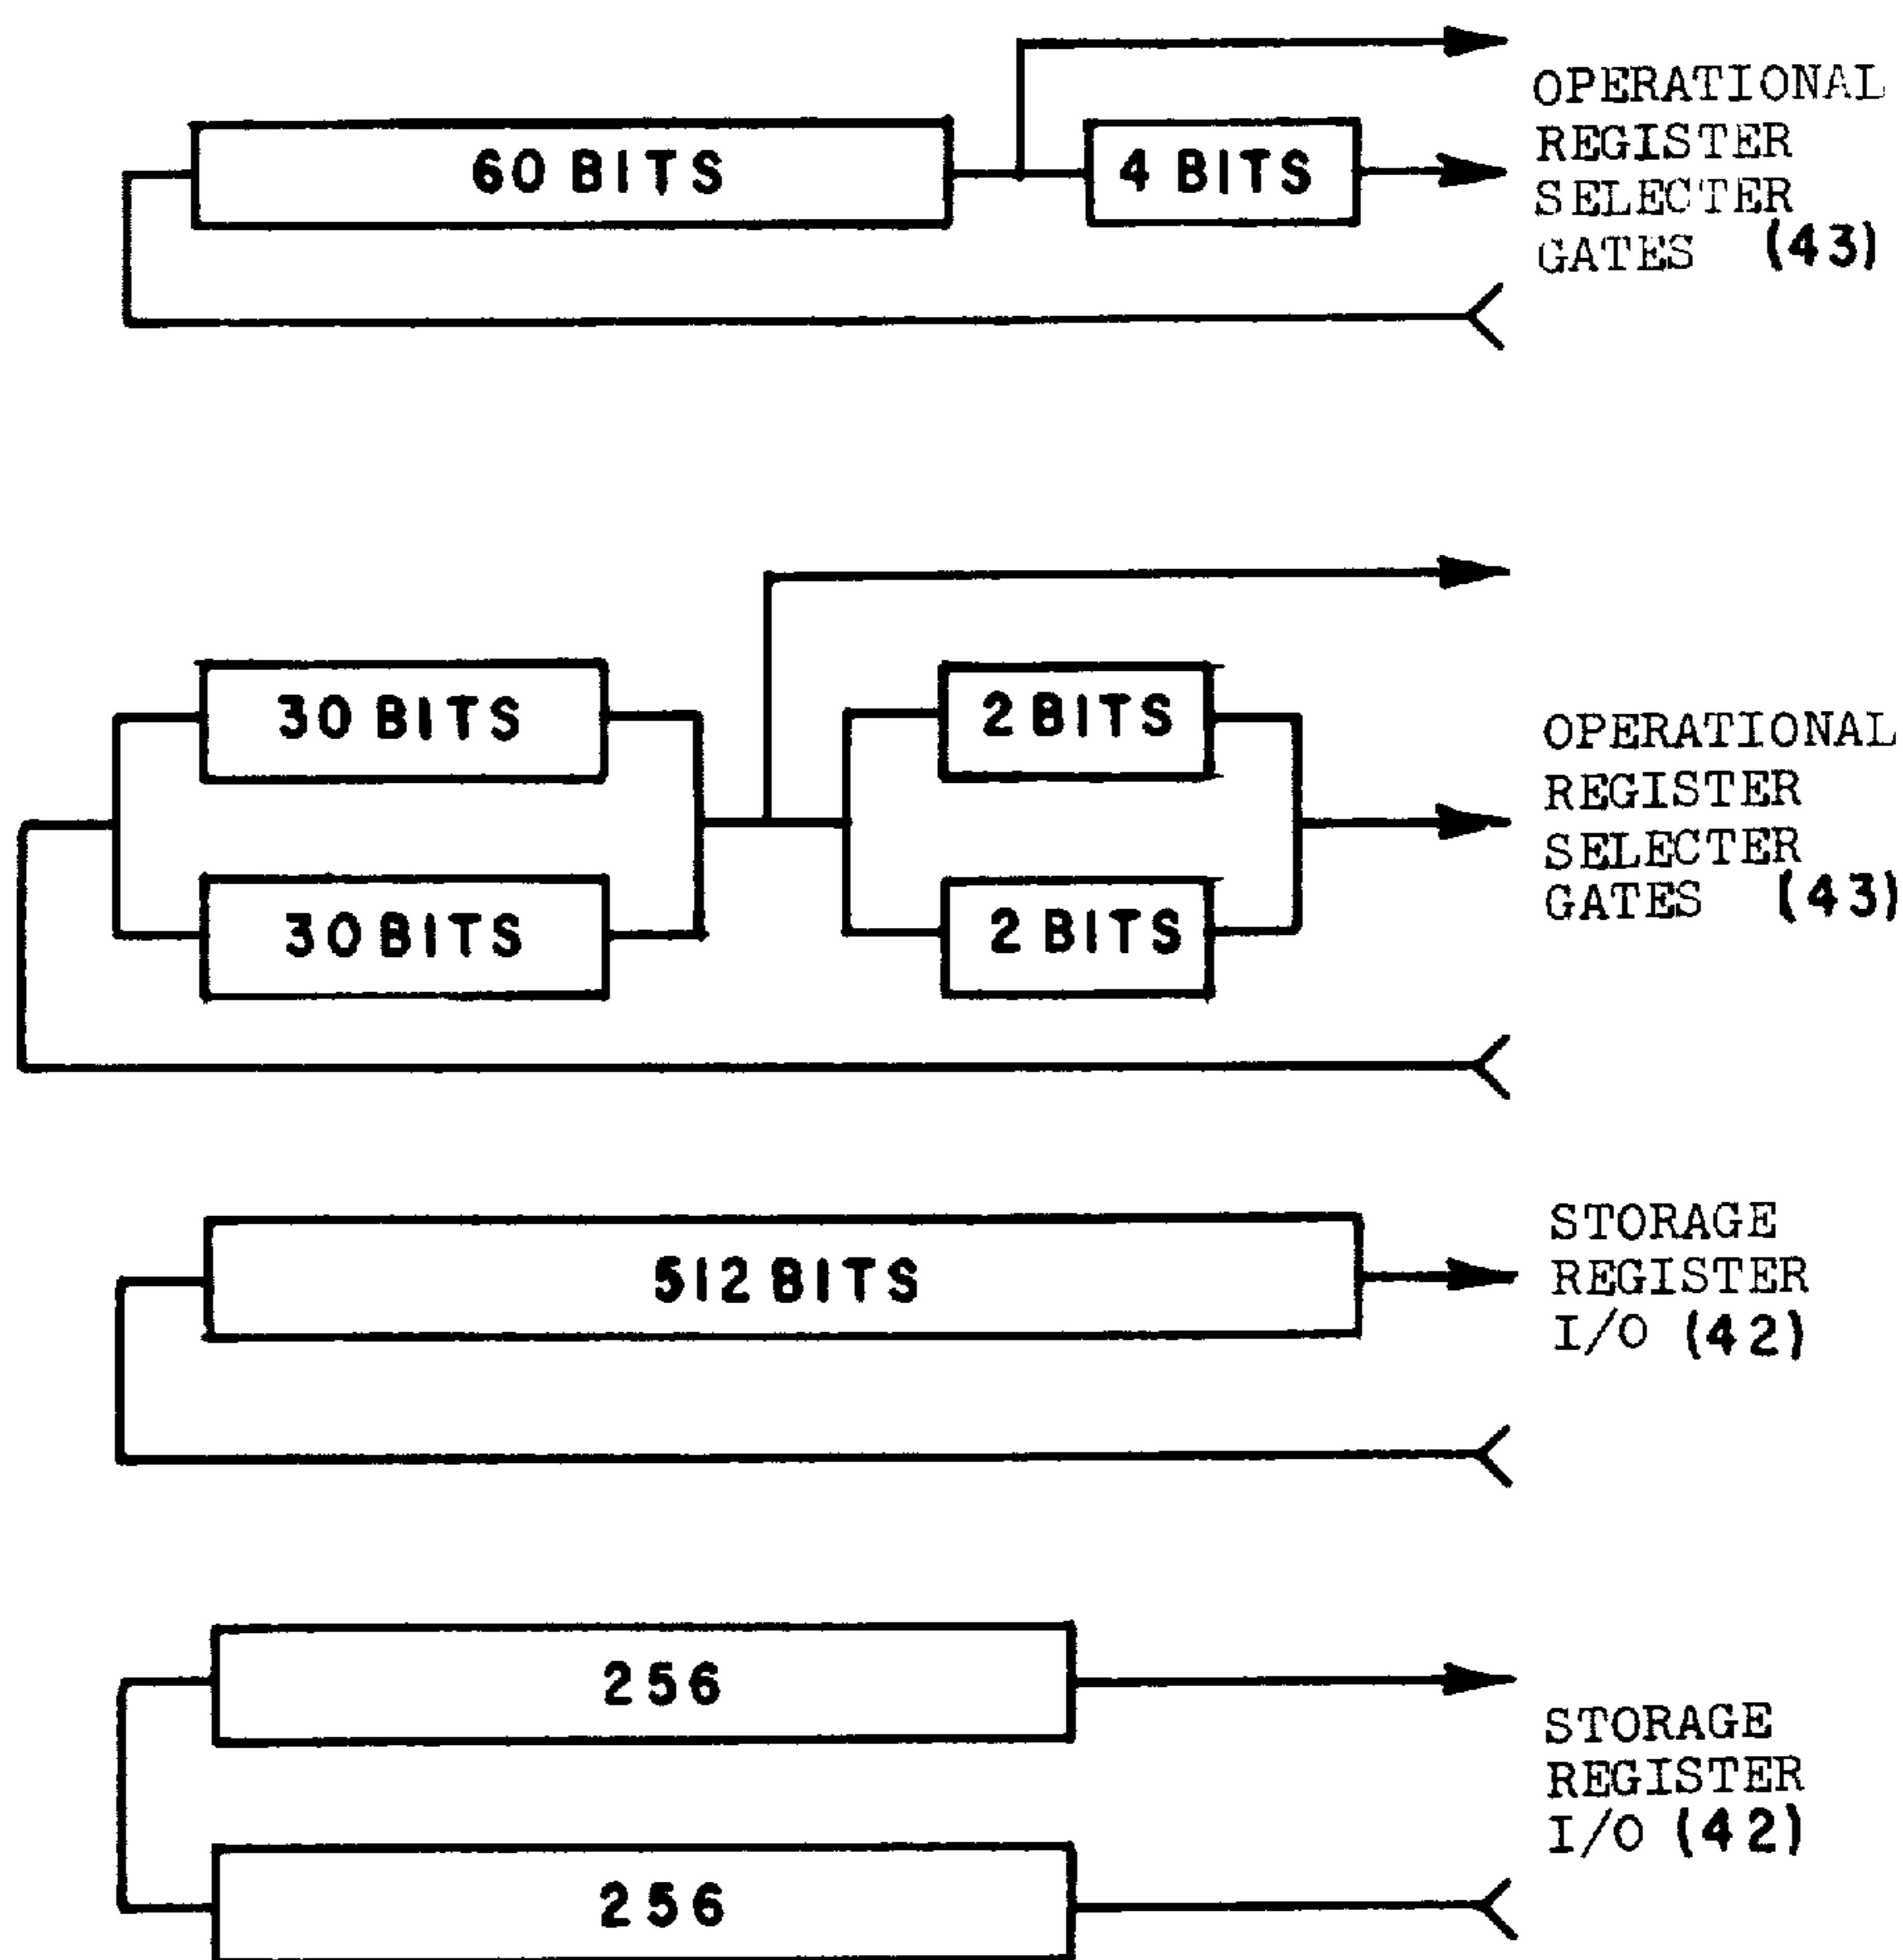 60 BITS
4 BITS
OPERATIONAL
REGISTER
SELECTER
GATES (43)
30 BITS
2 BITS
30 BITS
2 BITS
OPERATIONAL
REGISTER
SELECTER
GATES (43)
512 BITS
STORAGE
REGISTER
I/O (42)
256
256
STORAGE
REGISTER
I/O (42)